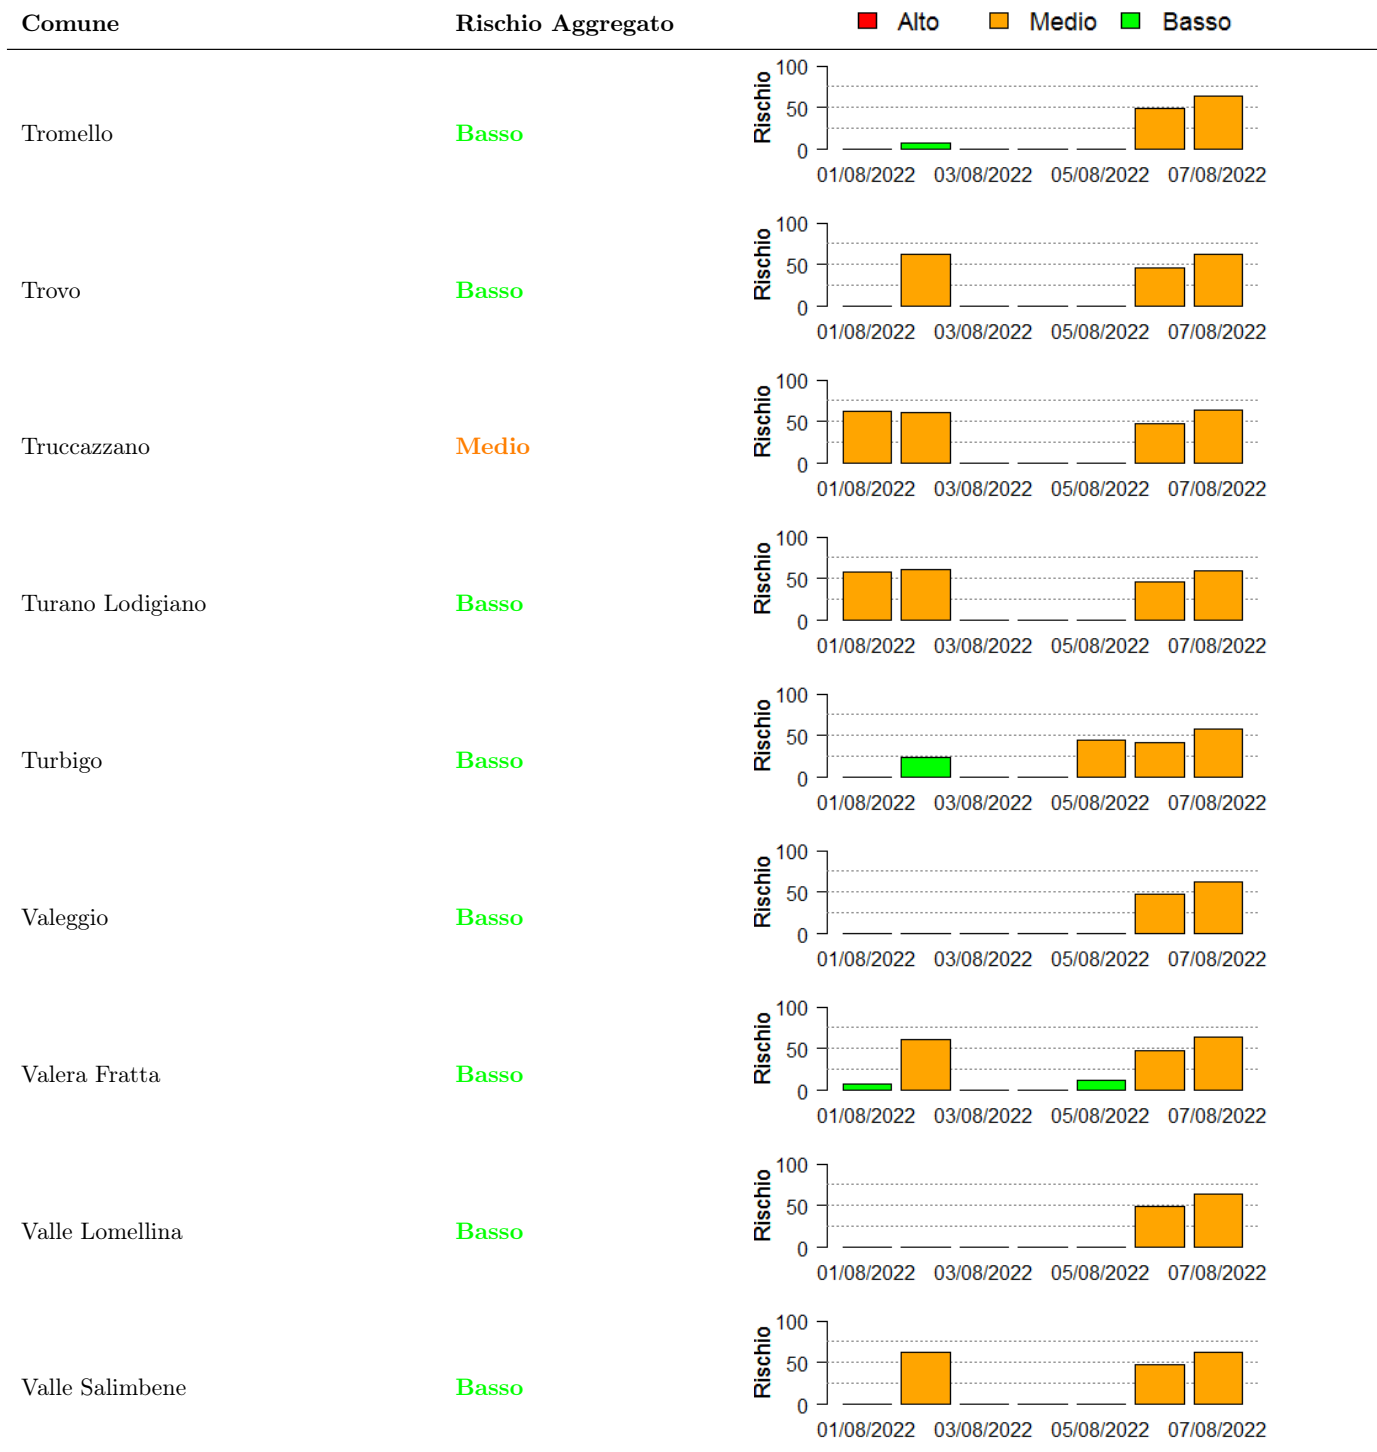 Comune Rischio Aggregato Alto Medio Basso
Tromello Basso Rischio 100 50 0
01/08/2022 03/08/2022 05/08/2022 07/08/2022
Trovo Basso Rischio 100 50 0
01/08/2022 03/08/2022 05/08/2022 07/08/2022
Truccazzano Medio Rischio 100 50 0
01/08/2022 03/08/2022 05/08/2022 07/08/2022
Turano Lodigiano Basso Rischio 100 50 0
01/08/2022 03/08/2022 05/08/2022 07/08/2022
Turbigo Basso Rischio 100 50 0
01/08/2022 03/08/2022 05/08/2022 07/08/2022
Valeggio Basso Rischio 100 50 0
01/08/2022 03/08/2022 05/08/2022 07/08/2022
Valera Fratta Basso Rischio 100 50 0
01/08/2022 03/08/2022 05/08/2022 07/08/2022
Valle Lomellina Basso Rischio 100 50 0
01/08/2022 03/08/2022 05/08/2022 07/08/2022
Valle Salimbene Basso Rischio 100 50 0
01/08/2022 03/08/2022 05/08/2022 07/08/2022